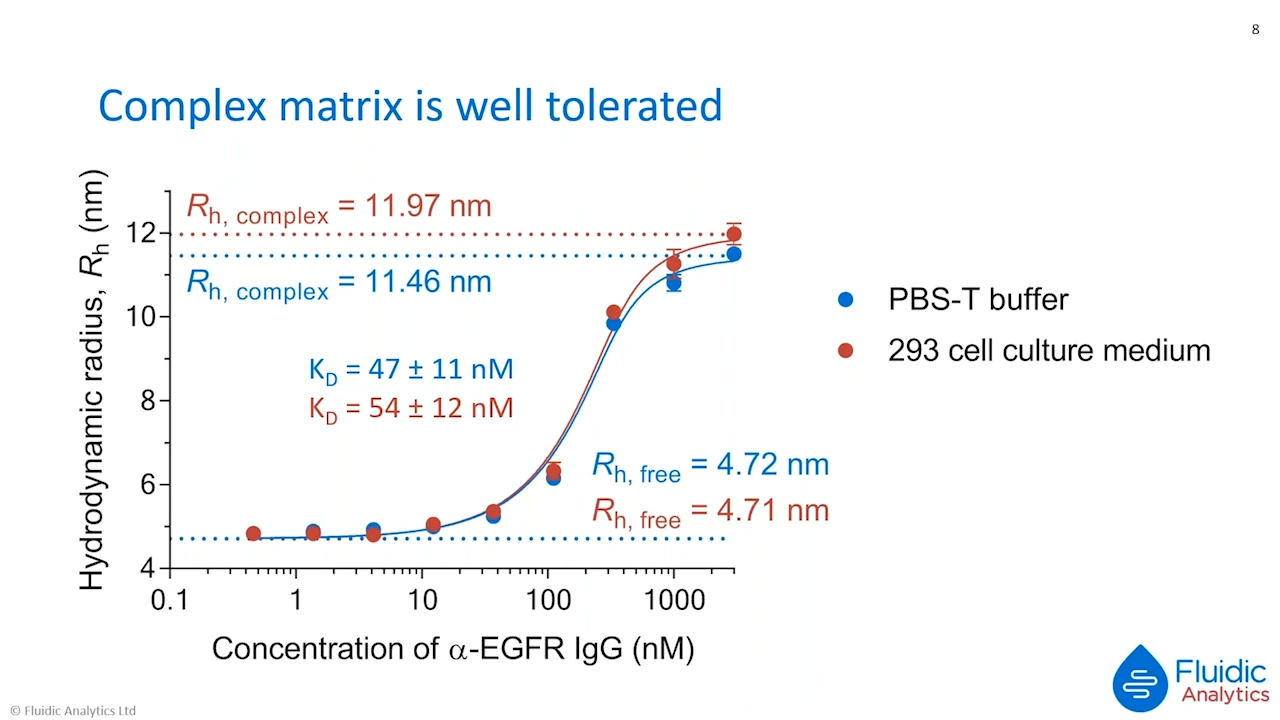 8
Complex matrix is well tolerated
Hydrodynamic radius, Rh (nm)
12
10
8
6
4
Rh, complex = 11.97 nm
Rh, complex = 11.46 nm
KD = 47 ± 11 nM
KD = 54 ± 12 nM
Rh, free = 4.72 nm
Rh, free = 4.71 nm
0.1 1 10 100 1000
Concentration of α-EGFR IgG (nM)
PBS-T buffer
293 cell culture medium
Fluidic
Analytics
© Fluidic Analytics Ltd